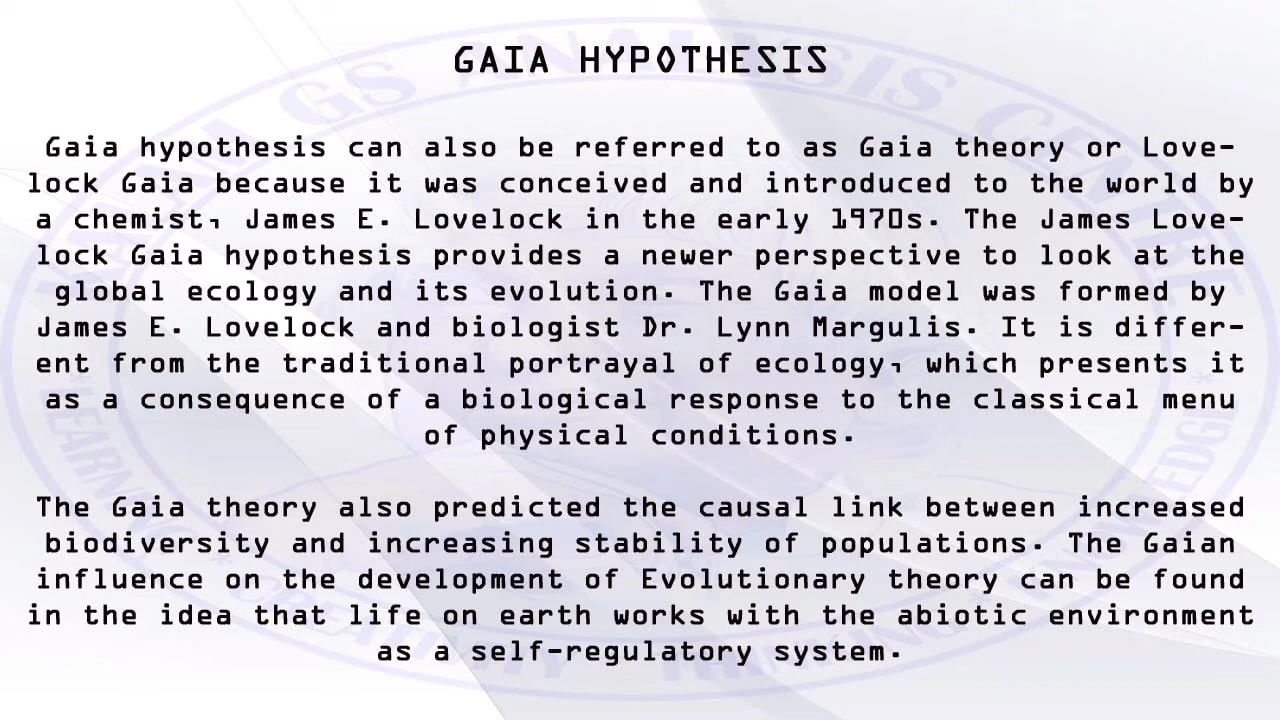 GAIA HYPOTHESIS
Gaia hypothesis can also be referred to as Gaia theory or Love-
lock Gaia because it was conceived and introduced to the world by
a chemist, James E. Lovelock in the early 1970s. The James Love-
lock Gaia hypothesis provides a newer perspective to look at the
global ecology and its evolution. The Gaia model was formed by
James E. Lovelock and biologist Dr. Lynn Margulis. It is differ-
ent from the traditional portrayal of ecology, which presents it
as a consequence of a biological response to the classical menu
of physical conditions.
The Gaia theory also predicted the causal link between increased
biodiversity and increasing stability of populations. The Gaian
influence on the development of Evolutionary theory can be found
in the idea that life on earth works with the abiotic environment
as a self-regulatory system.
GS ANALYSIS CENTRE